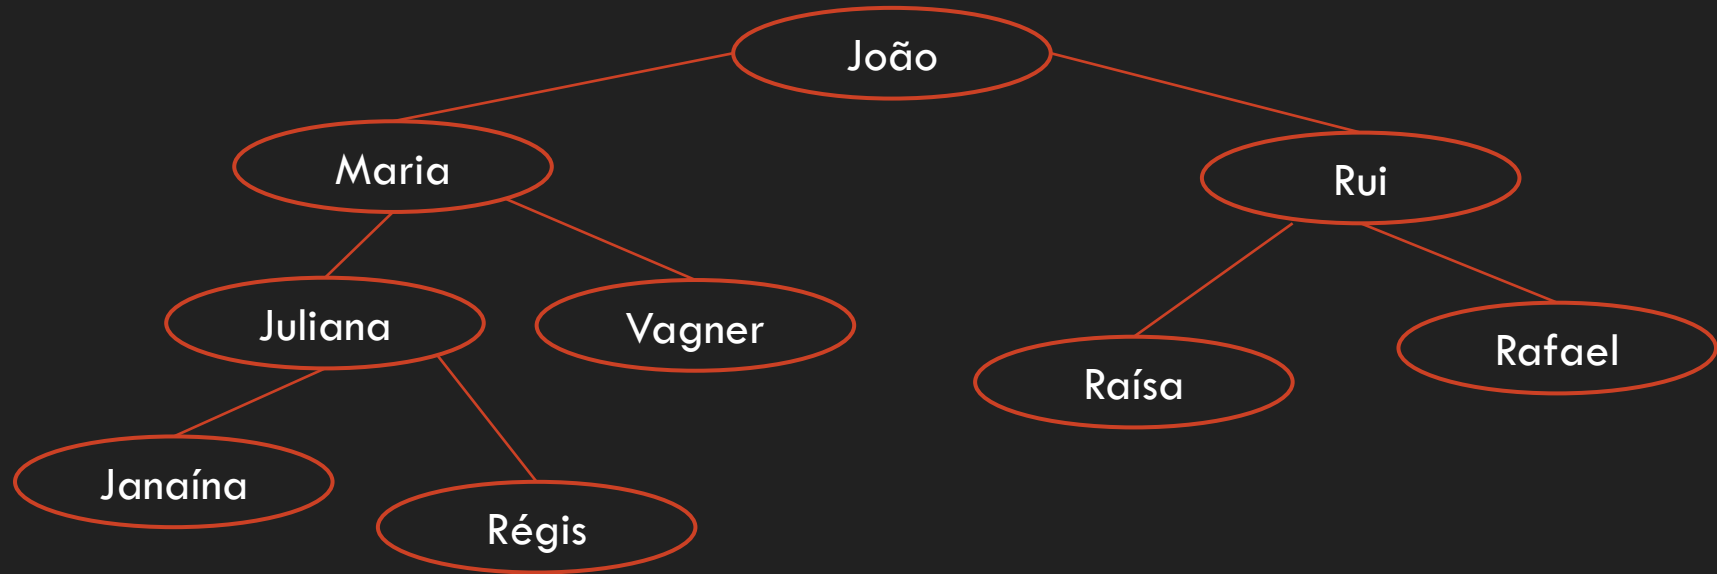 João
Maria
Rui
Juliana
Vagner
Rafael
Raísa
Janaína
Régis